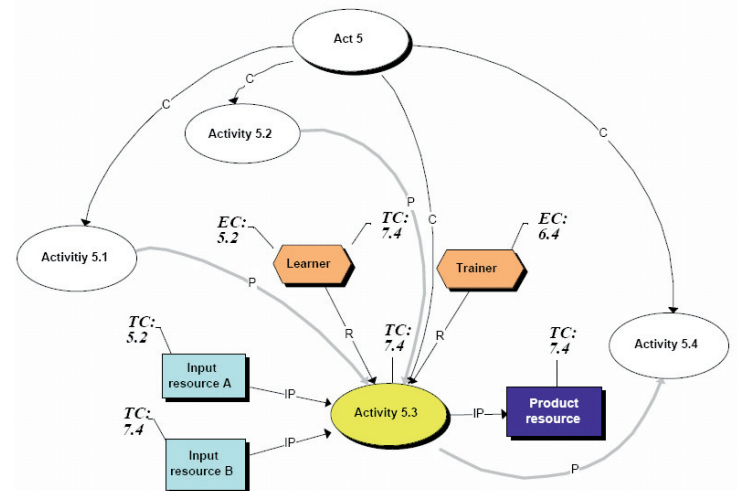 Act 5
C
C
Activity 5.2
C
P
C
EC:
5.2
TC:
7.4
EC:
6.4
Activitiy 5.1
Learner
Trainer
P
TC:
5.2
R
TC:
7.4
R
TC:
7.4
Activity 5.4
Input
resource A
IP
TC:
7.4
Activity 5.3
IP
Product
resource
IP
Input
resource B
P